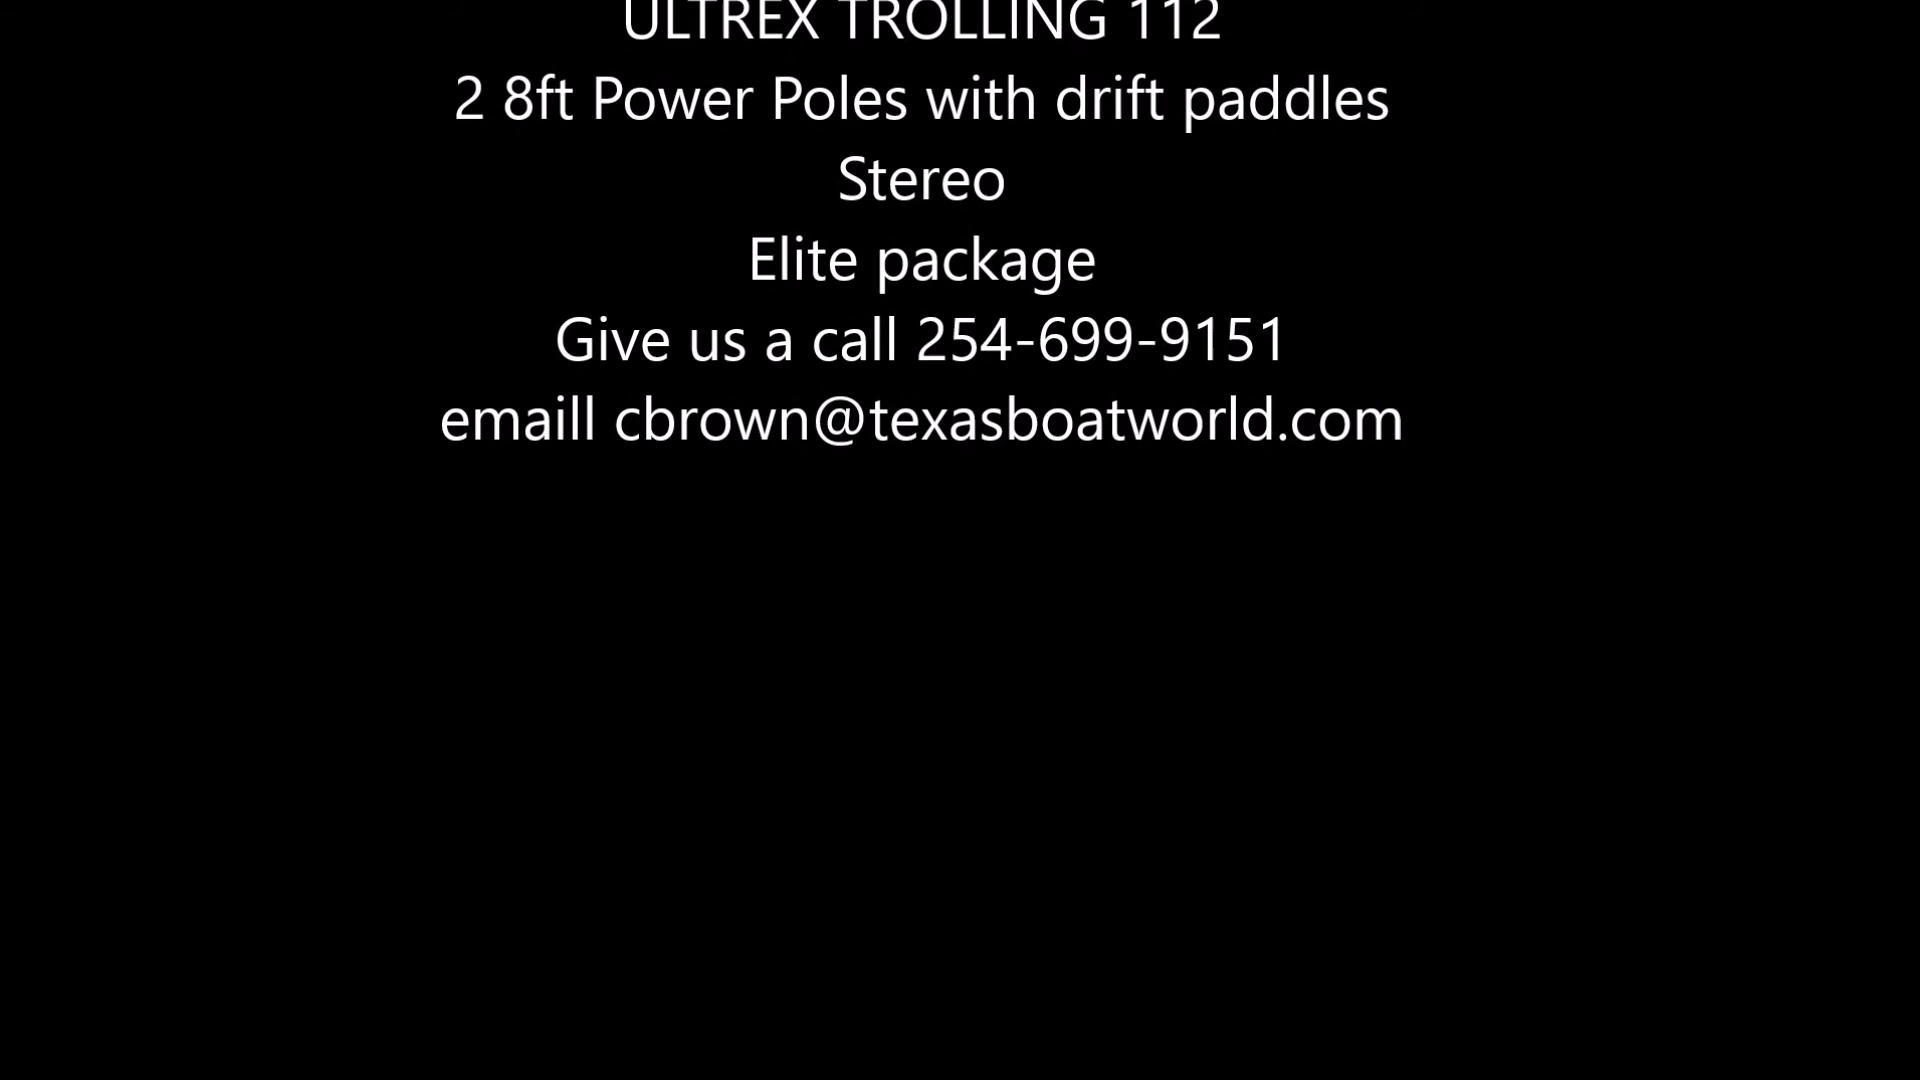 ULTREX TROLLING 112
2 8ft Power Poles with drift paddles
Stereo
Elite package
Give us a call 254-699-9151
emaill cbrown@texasboatworld.com